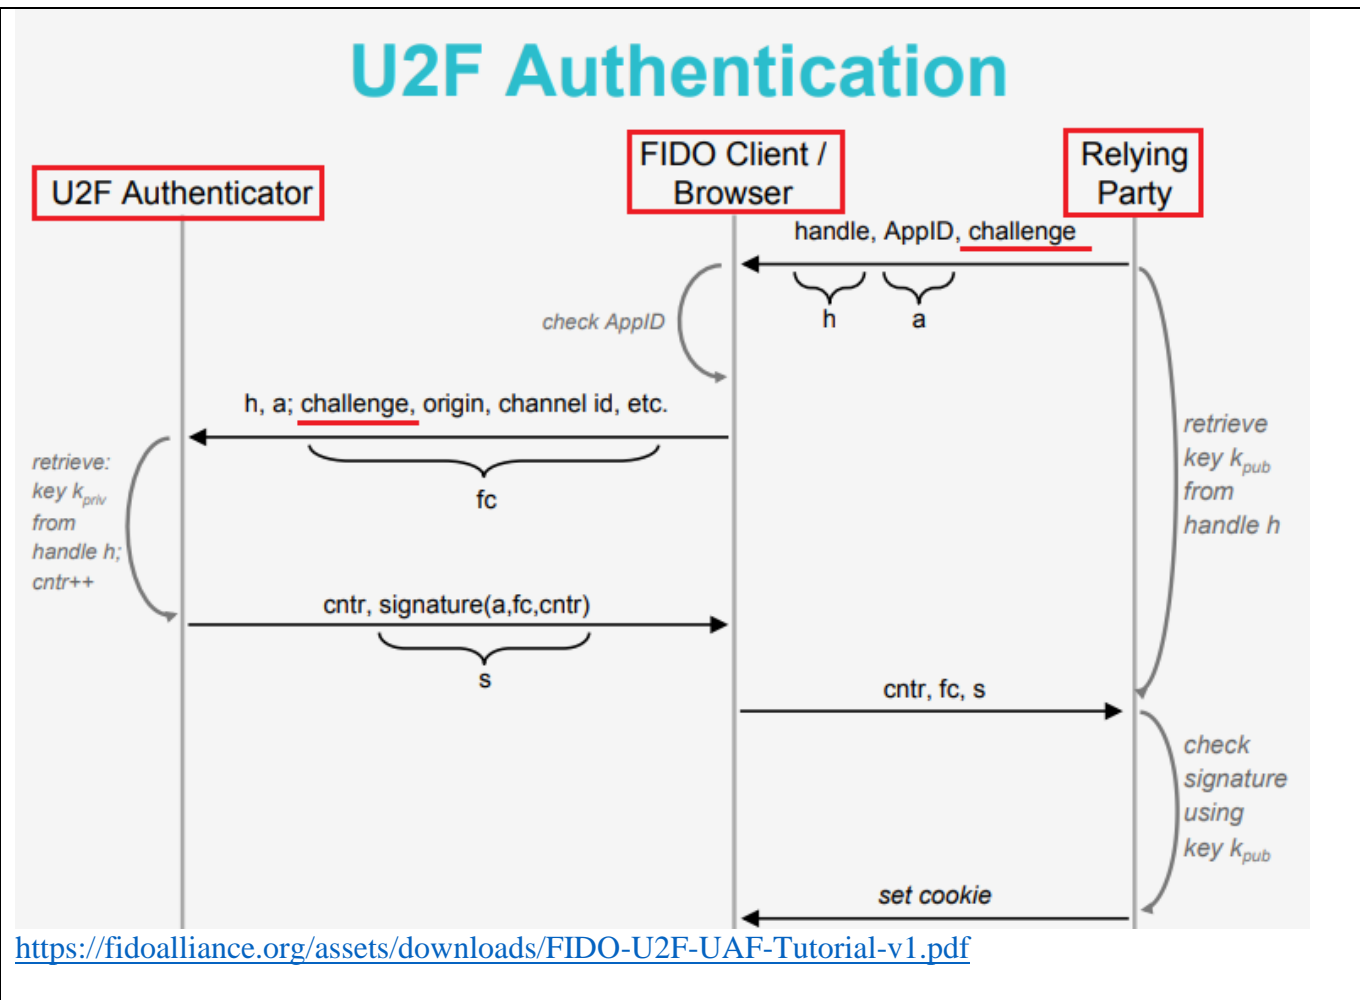 U2F Authentication
FIDO Client /
Browser
Relying
Party
U2F Authenticator
handle, AppID, challenge
h
a
check AppID
h, a; challenge, origin, channel id, etc.
fc
retrieve:
key kpriv
from
handle h;
cntr++
retrieve
key kpub
from
handle h
cntr, signature(a,fc,cntr)
s
cntr, fc, s
check
signature
using
key kpub
set cookie
https://fidoalliance.org/assets/downloads/FIDO-U2F-UAF-Tutorial-v1.pdf